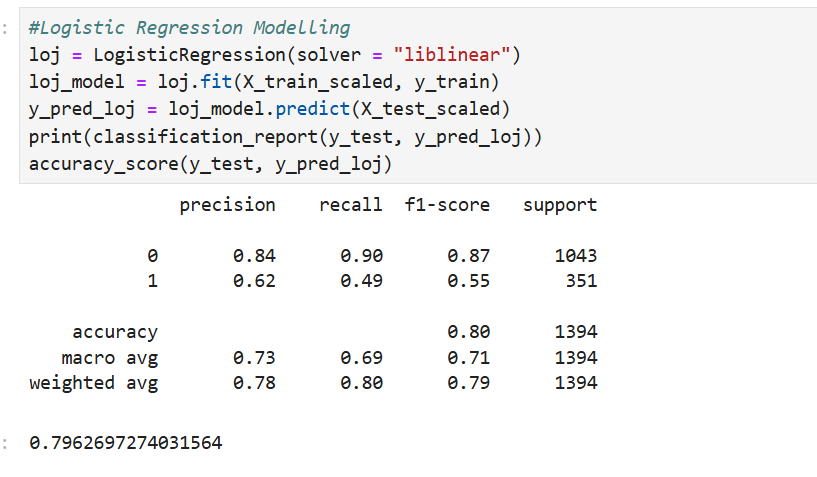 #Logistic Regression Modelling
loj = LogisticRegression(solver = "liblinear")
loj_model = loj.fit(X_train_scaled, y_train)
y_pred_loj = loj_model.predict(X_test_scaled)
print(classification_report(y_test, y_pred_loj))
accuracy_score(y_test, y_pred_loj)
precision recall f1-score support
0 0.84 0.90 0.87 1043
1 0.62 0.49 0.55 351
accuracy 0.80 1394
macro avg 0.73 0.69 0.71 1394
weighted avg 0.78 0.80 0.79 1394
0.7962697274031564